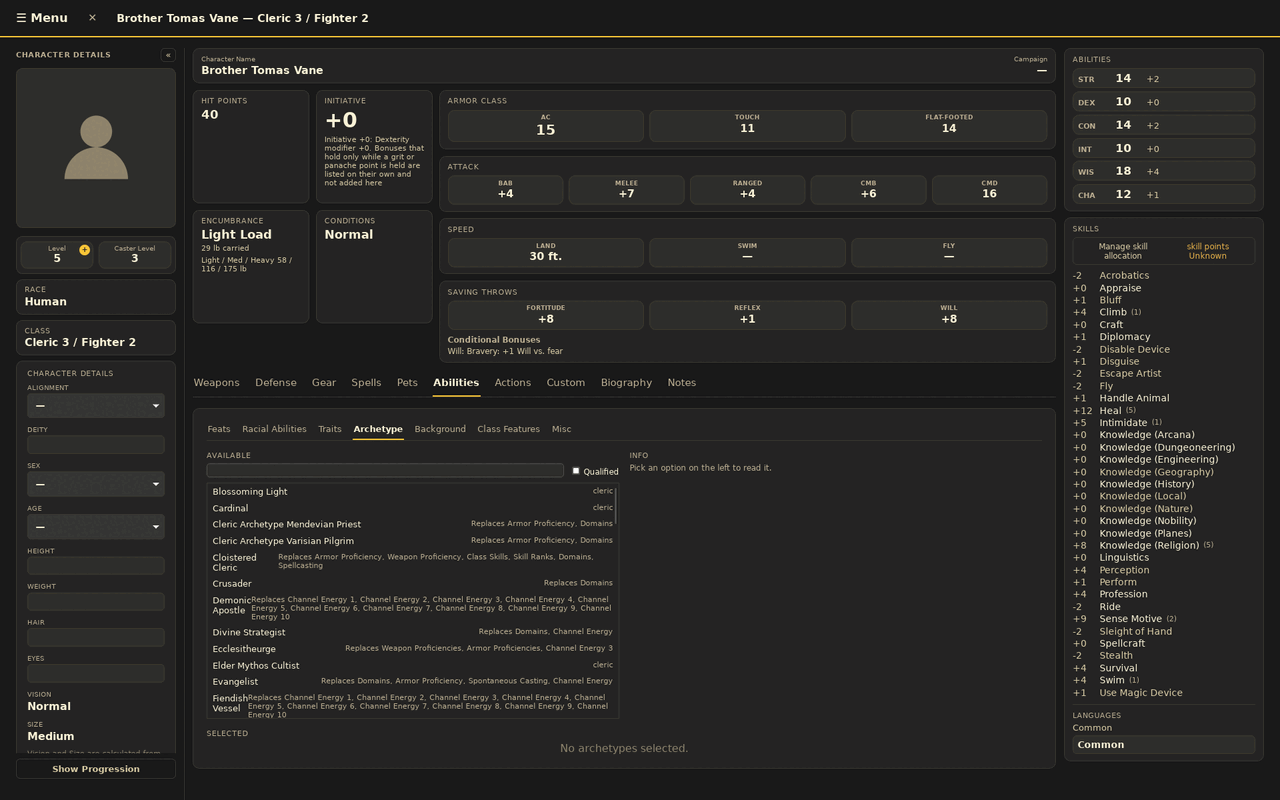 ☰ Menu
×
Brother Tomas Vane — Cleric 3 / Fighter 2
CHARACTER DETAILS
«
Level
5
+
Caster Level
3
RACE
Human
CLASS
Cleric 3 / Fighter 2
CHARACTER DETAILS
ALIGNMENT
—
DEITY
SEX
—
AGE
—
HEIGHT
WEIGHT
HAIR
EYES
VISION
Normal
SIZE
Medium
Vision and Size are calculated from
Show Progression
Character Name
Brother Tomas Vane
Campaign
—
HIT POINTS
40
INITIATIVE
+0
Initiative +0: Dexterity
modifier +0. Bonuses that
hold only while a grit or
panache point is held are
listed on their own and
not added here
ENCUMBRANCE
Light Load
29 lb carried
Light / Med / Heavy 58 /
116 / 175 lb
CONDITIONS
Normal
ARMOR CLASS
AC
15
TOUCH
11
FLAT-FOOTED
14
ATTACK
BAB
+4
MELEE
+7
RANGED
+4
CMB
+6
CMD
16
SPEED
LAND
30 ft.
SWIM
—
FLY
—
SAVING THROWS
FORTITUDE
+8
REFLEX
+1
WILL
+8
Conditional Bonuses
Will: Bravery: +1 Will vs. fear
Weapons Defense Gear Spells Pets Abilities Actions Custom Biography Notes
Feats Racial Abilities Traits Archetype Background Class Features Misc
AVAILABLE
Qualified
Blossoming Light cleric
Cardinal cleric
Cleric Archetype Mendevian Priest Replaces Armor Proficiency, Domains
Cleric Archetype Varisian Pilgrim Replaces Armor Proficiency, Domains
Cloistered Cleric
Replaces Armor Proficiency, Weapon Proficiency, Class Skills, Skill Ranks, Domains,
Spellcasting
Crusader Replaces Domains
Demonic Apostle
Replaces Channel Energy 1, Channel Energy 2, Channel Energy 3, Channel Energy 4, Channel
Energy 5, Channel Energy 6, Channel Energy 7, Channel Energy 8, Channel Energy 9, Channel
Energy 10
Divine Strategist Replaces Domains, Channel Energy
Ecclesitheurge Replaces Weapon Proficiencies, Armor Proficiencies, Channel Energy 3
Elder Mythos Cultist cleric
Evangelist Replaces Domains, Armor Proficiency, Spontaneous Casting, Channel Energy
Fiendish Vessel
Replaces Channel Energy 1, Channel Energy 2, Channel Energy 3, Channel Energy 4, Channel
Energy 5, Channel Energy 6, Channel Energy 7, Channel Energy 8, Channel Energy 9, Channel
Energy 10
SELECTED
No archetypes selected.
INFO
Pick an option on the left to read it.
ABILITIES
STR 14 +2
DEX 10 +0
CON 14 +2
INT 10 +0
WIS 18 +4
CHA 12 +1
SKILLS
Manage skill allocation
skill points Unknown
-2 Acrobatics
+0 Appraise
+1 Bluff
+4 Climb (1)
+0 Craft
+1 Diplomacy
-2 Disable Device
+1 Disguise
-2 Escape Artist
-2 Fly
+1 Handle Animal
+12 Heal (5)
+5 Intimidate (1)
+0 Knowledge (Arcana)
+0 Knowledge (Dungeoneering)
+0 Knowledge (Engineering)
+0 Knowledge (Geography)
+0 Knowledge (History)
+0 Knowledge (Local)
+0 Knowledge (Nature)
+0 Knowledge (Nobility)
+0 Knowledge (Planes)
+8 Knowledge (Religion) (5)
+0 Linguistics
+4 Perception
+1 Perform
+4 Profession
-2 Ride
+9 Sense Motive (2)
-2 Sleight of Hand
+0 Spellcraft
-2 Stealth
+4 Survival
+4 Swim (1)
+1 Use Magic Device
LANGUAGES
Common
Common